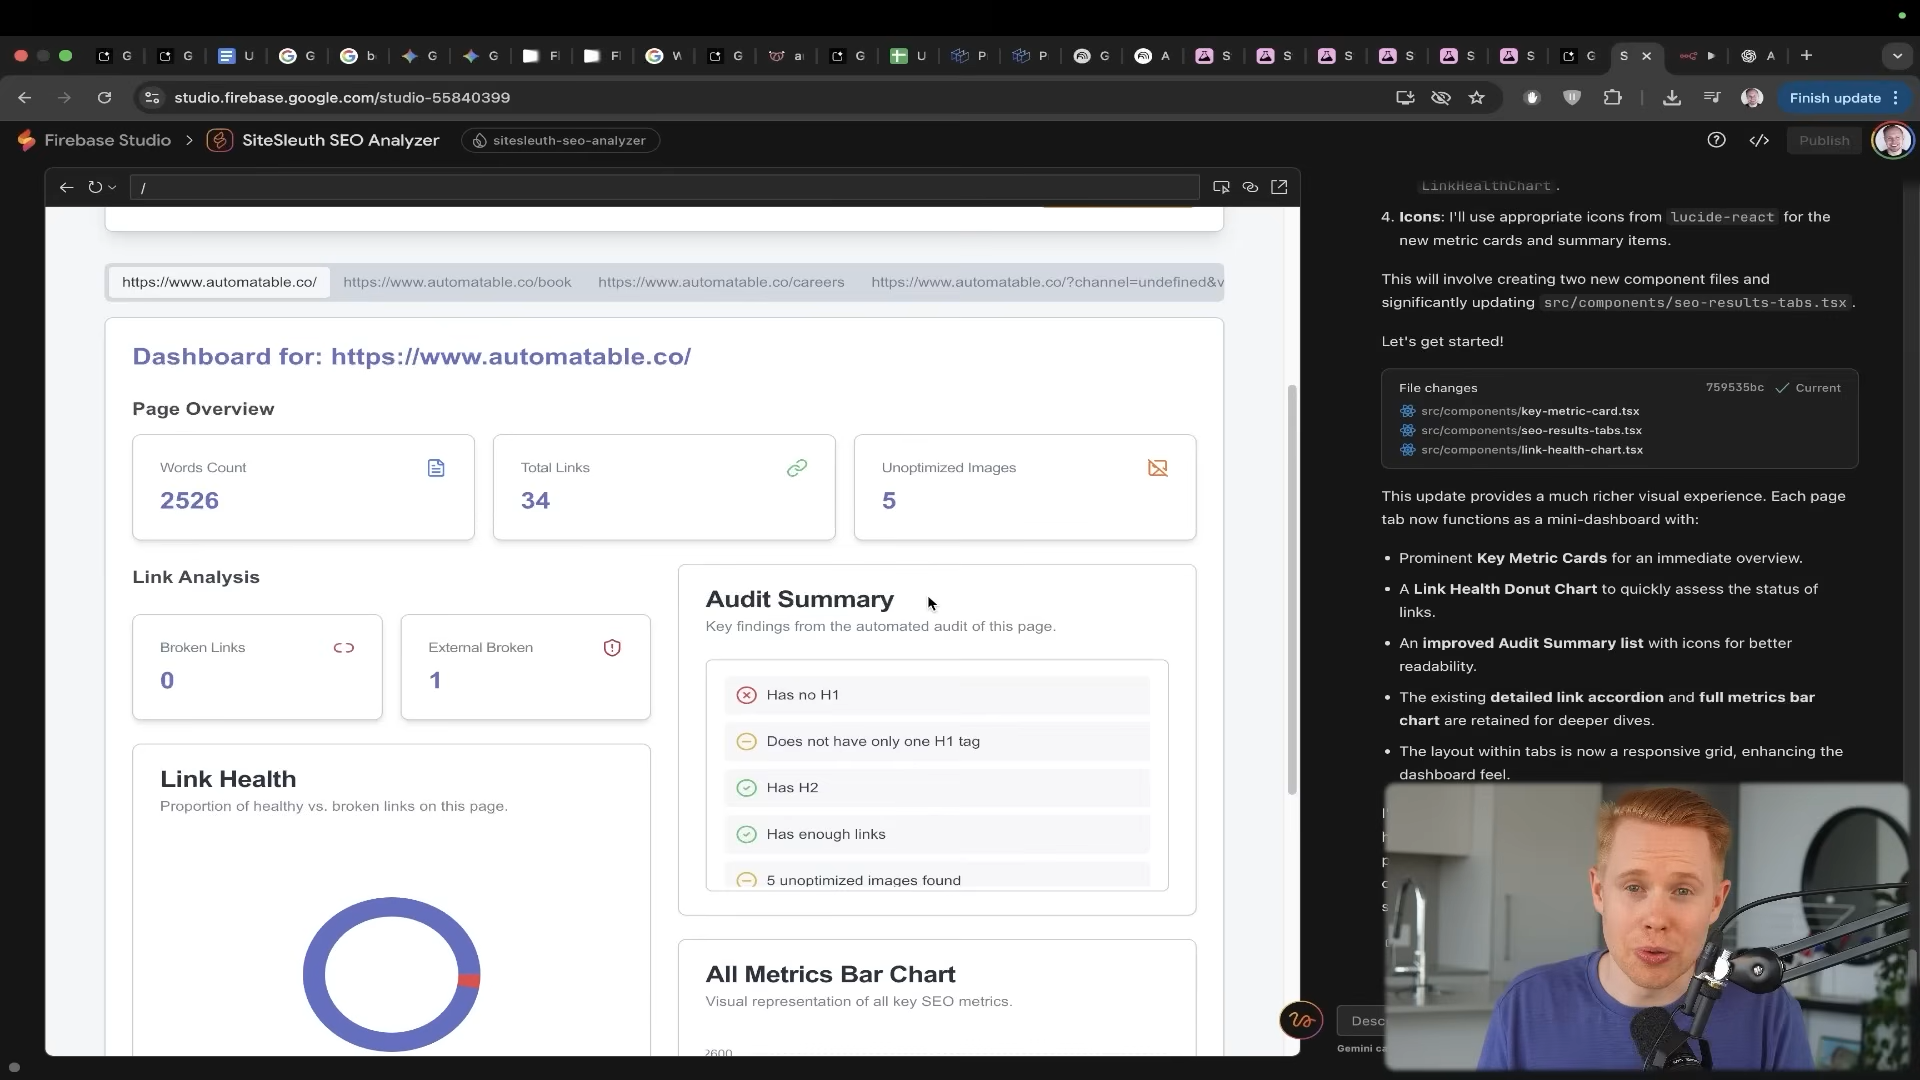 G
G
U
G
b
G
G
Fl
Fl
W
G
a
G
U
P
P
G
A
S
S
S
S
S
S
G
S
A
studio.firebase.google.com/studio-55840399
Finish update
Firebase Studio
SiteSleuth SEO Analyzer
sitesleuth-seo-analyzer
Publish
/
https://www.automatable.co/
https://www.automatable.co/book
https://www.automatable.co/careers
https://www.automatable.co/?channel=undefined&v
Dashboard for: https://www.automatable.co/
Page Overview
Words Count
2526
Total Links
34
Unoptimized Images
5
Link Analysis
Broken Links
0
External Broken
1
Link Health
Proportion of healthy vs. broken links on this page.
Audit Summary
Key findings from the automated audit of this page.
Has no H1
Does not have only one H1 tag
Has H2
Has enough links
5 unoptimized images found
All Metrics Bar Chart
Visual representation of all key SEO metrics.
2600
LinkHealthChart.
4. Icons: I'll use appropriate icons from lucide-react for the
new metric cards and summary items.
This will involve creating two new component files and
significantly updating src/components/seo-results-tabs.tsx.
Let's get started!
File changes 759535bc Current
src/components/key-metric-card.tsx
src/components/seo-results-tabs.tsx
src/components/link-health-chart.tsx
This update provides a much richer visual experience. Each page
tab now functions as a mini-dashboard with:
• Prominent Key Metric Cards for an immediate overview.
• A Link Health Donut Chart to quickly assess the status of
links.
• An improved Audit Summary list with icons for better
readability.
• The existing detailed link accordion and full metrics bar
chart are retained for deeper dives.
• The layout within tabs is now a responsive grid, enhancing the
dashboard feel.
Desc
Gemini ca